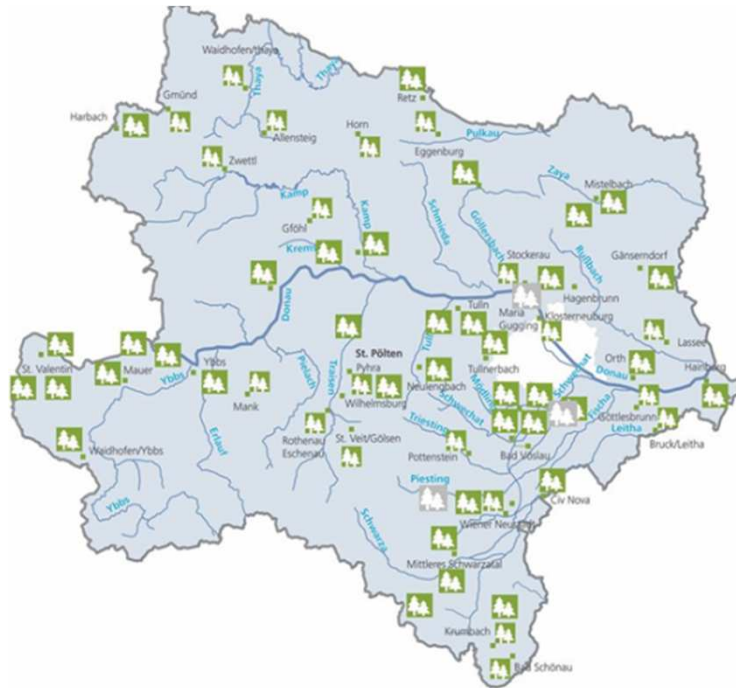 Waidhofen/thaya
Thaya
Thaya
Gmünd
Retz
Harbach
Allensteig
Horn
Pulkau
Eggenburg
Zwettl
Zaya
Mistelbach
Kamp
Gföhl
Kamp
Schmieda
Göllersbach
Krems
Rußbach
Stockerau
Gänserndorf
Donau
Hagenbrunn
Tulln
Maria
Gugging
Klosterneuburg
Lassee
St. Valentin
Ybbs
St. Pölten
Tulln
Tullnerbach
Orth
Donau
Hainburg
Mauer
Ybbs
Pielach
Traisen
Pyhra
Neulengbach
Mödling
Schwechat
Mank
Wilhelmsburg
Schwechat
Fischa
Göttlesbrunn
Leitha
Erlauf
Rothenau
Eschenau
St. Veit/Gölsen
Triesting
Bad Vöslau
Bruck/Leitha
Waidhofen/Ybbs
Pottenstein
Piesting
Civ Nova
Ybbs
Schwarza
Wiener Neustadt
Mittleres Schwarzatal
Krumbach
Bad Schönau